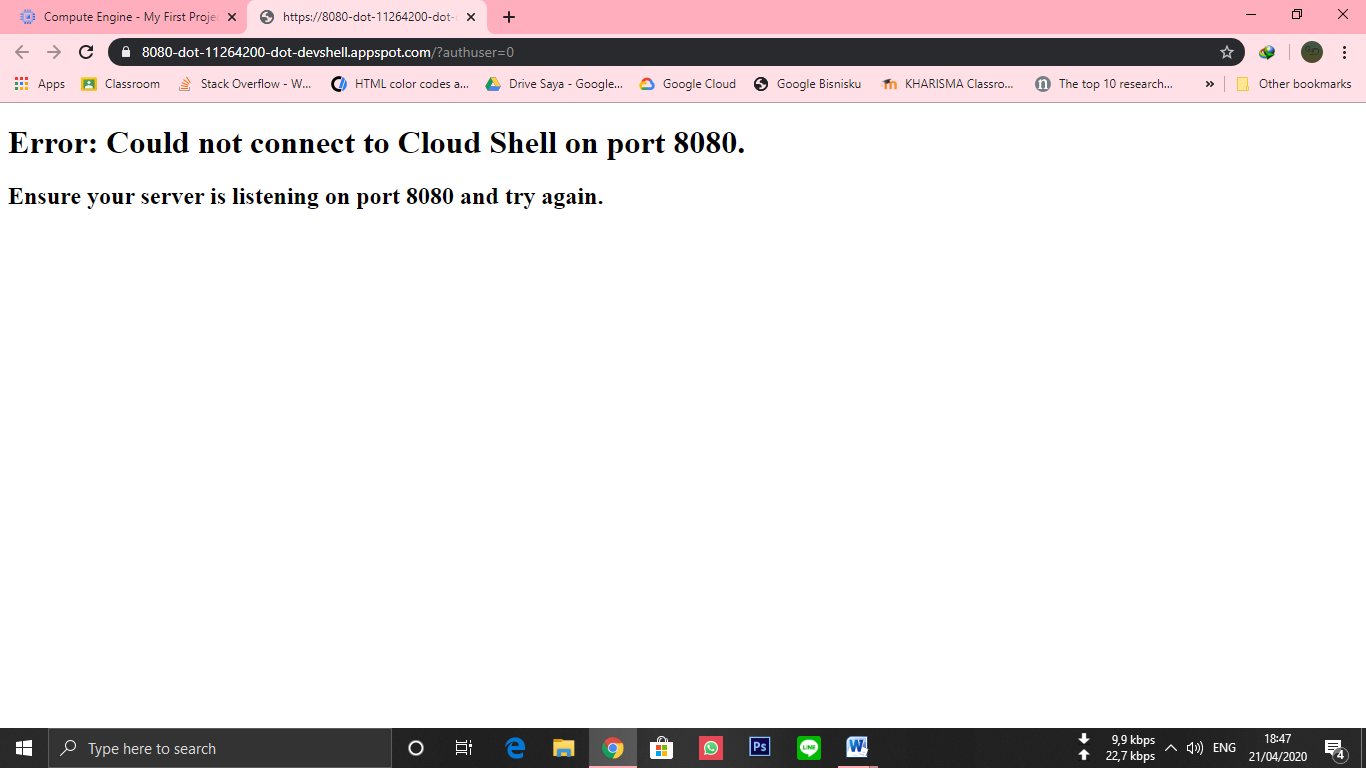 Compute Engine - My First Proje
https://8080-dot-11264200-dot-
8080-dot-11264200-dot-devshell.appspot.com/?authuser=0
Apps Classroom Stack Overflow - W... HTML color codes a... Drive Saya - Google... Google Cloud Google Bisnisku KHARISMA Classro... The top 10 research... » Other bookmarks
Error: Could not connect to Cloud Shell on port 8080.
Ensure your server is listening on port 8080 and try again.
Type here to search
9,9 kbps
22,7 kbps
ENG
18:47
21/04/2020
4